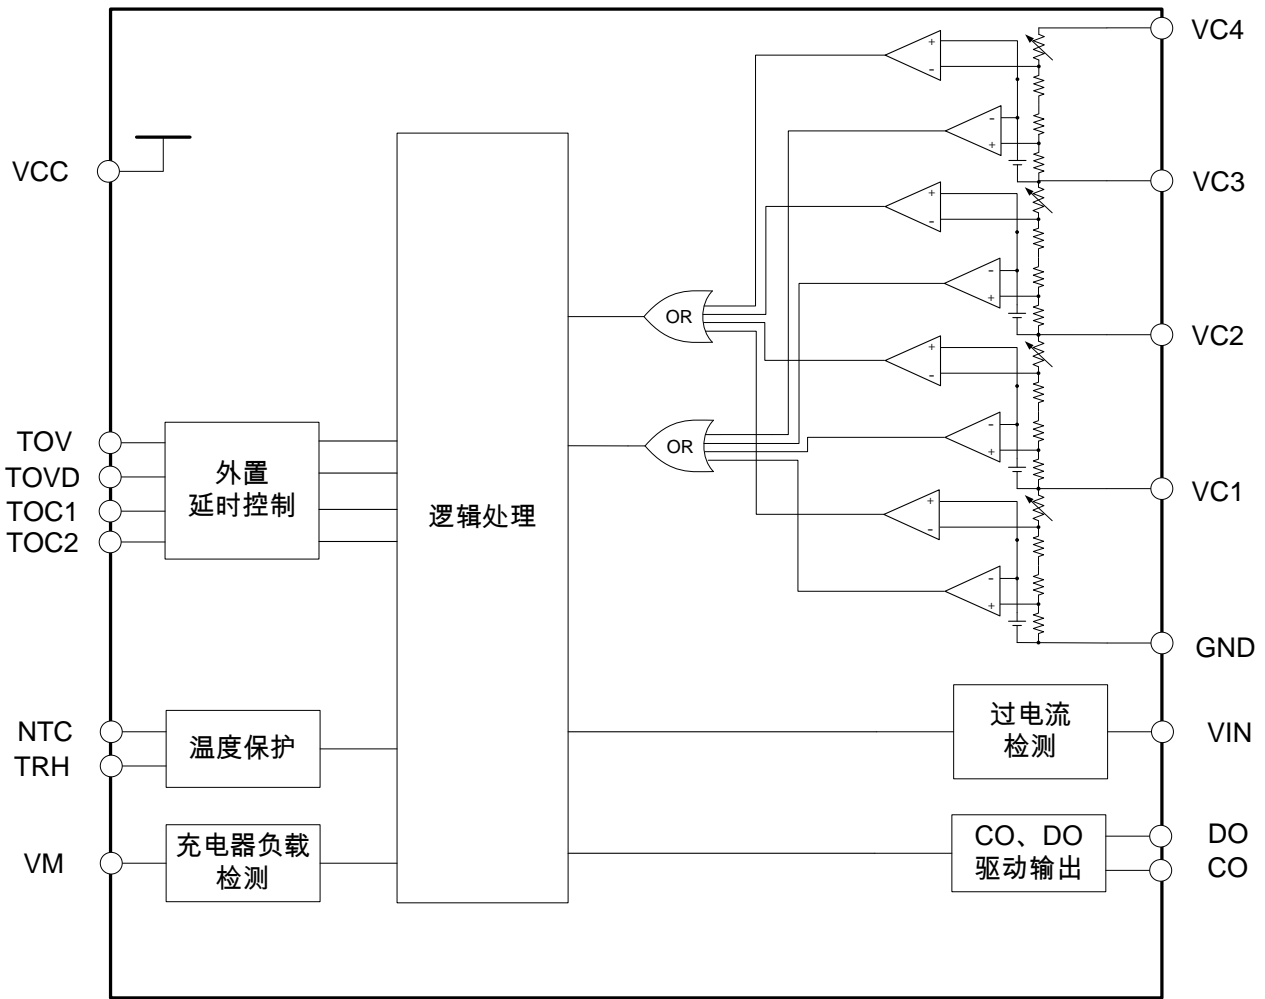 VC4
VCC
VC3
OR
VC2
TOV
TOVD
TOC1
TOC2
外置
延时控制
逻辑处理
OR
VC1
GND
NTC
TRH
温度保护
过电流
检测
VIN
VM
充电器负载
检测
CO、DO
驱动输出
DO
CO
+
-
-
+
+
-
-
+
+
-
-
+
+
-
-
+